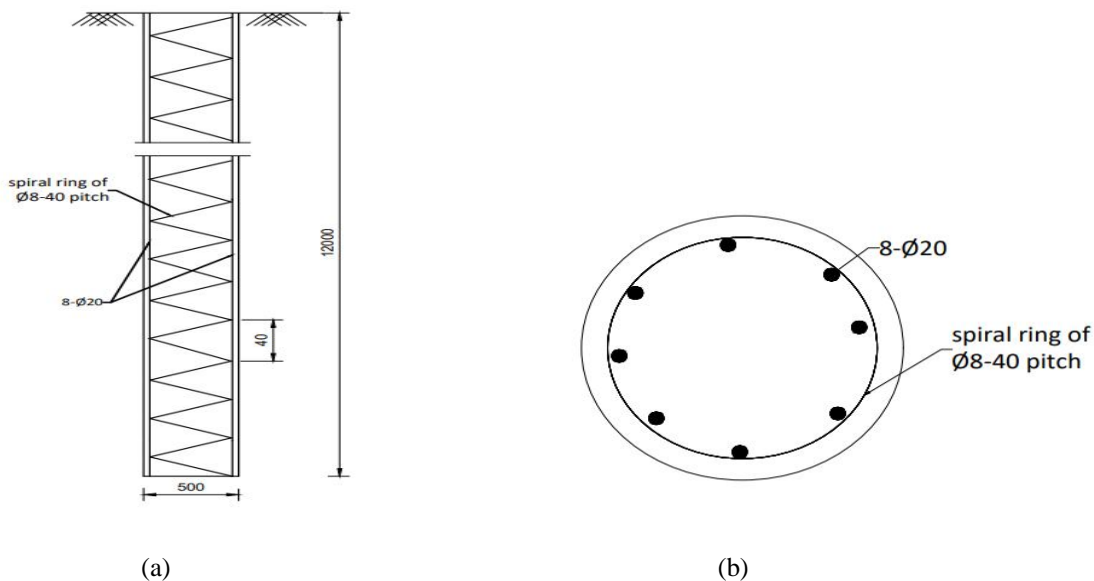 spiral ring of
Ø8-40 pitch
8-Ø20
12000
40
500
8-Ø20
spiral ring of
Ø8-40 pitch
(a)
(b)